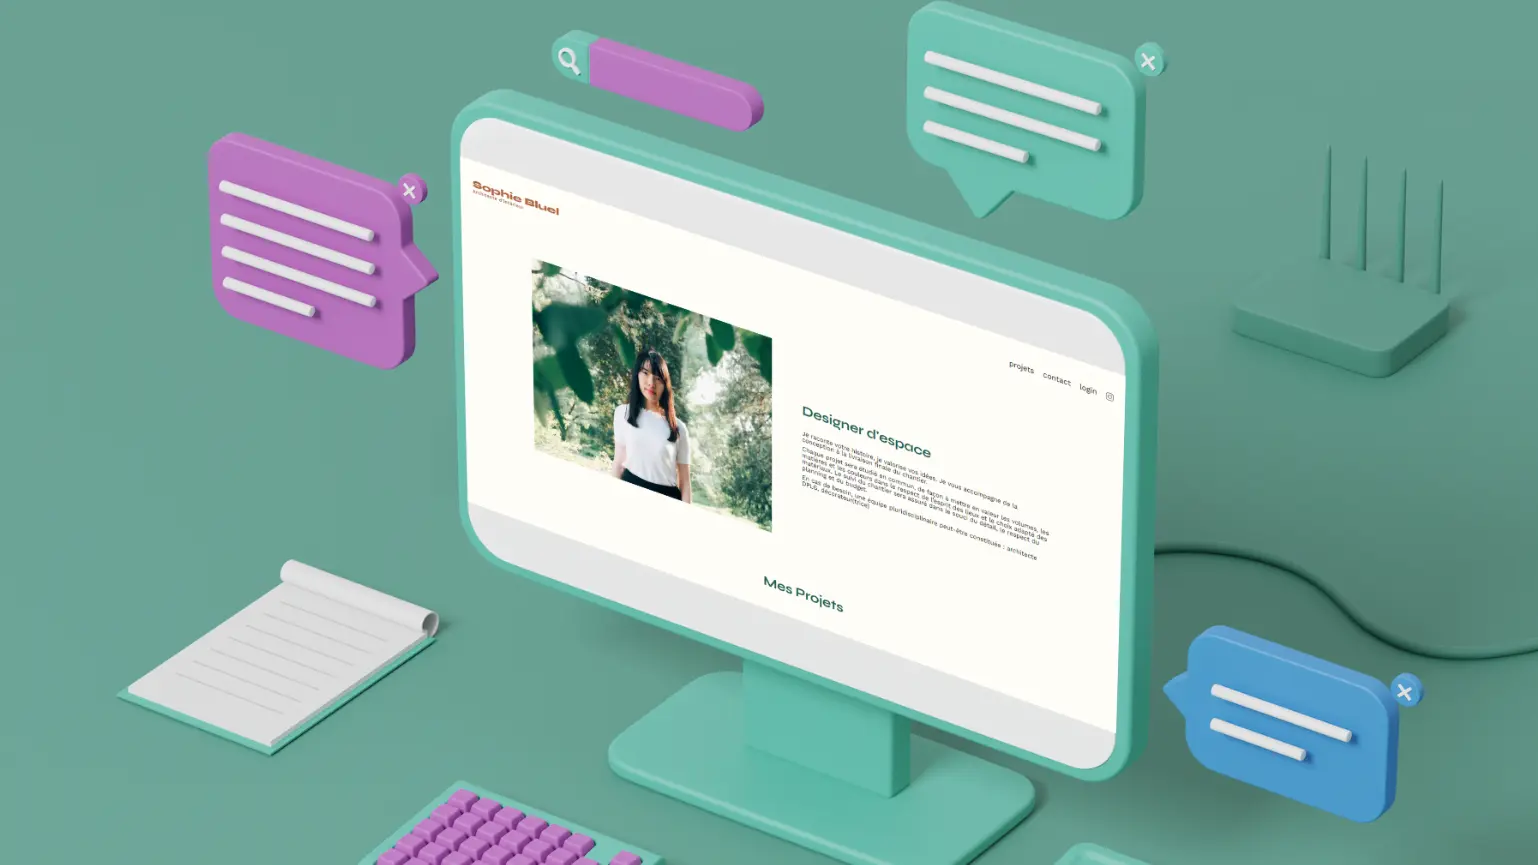 Sophie Bluel
architecte d'intérieur
projets contact login
Designer d'espace
Je raconte votre histoire, je valorise vos idées. Je vous accompagne de la
conception à la livraison finale du chantier.
Chaque projet sera étudié en commun, de façon à mettre en valeur les volumes, les
matières et les couleurs dans le respect de l'esprit des lieux et le choix adapté des
matériaux. Le suivi du chantier sera assuré dans le souci du détail, le respect du
planning et du budget.
En cas de besoin, une équipe pluridisciplinaire peut-être constituée : architecte
DPLG, décorateur(trice)
Mes Projets